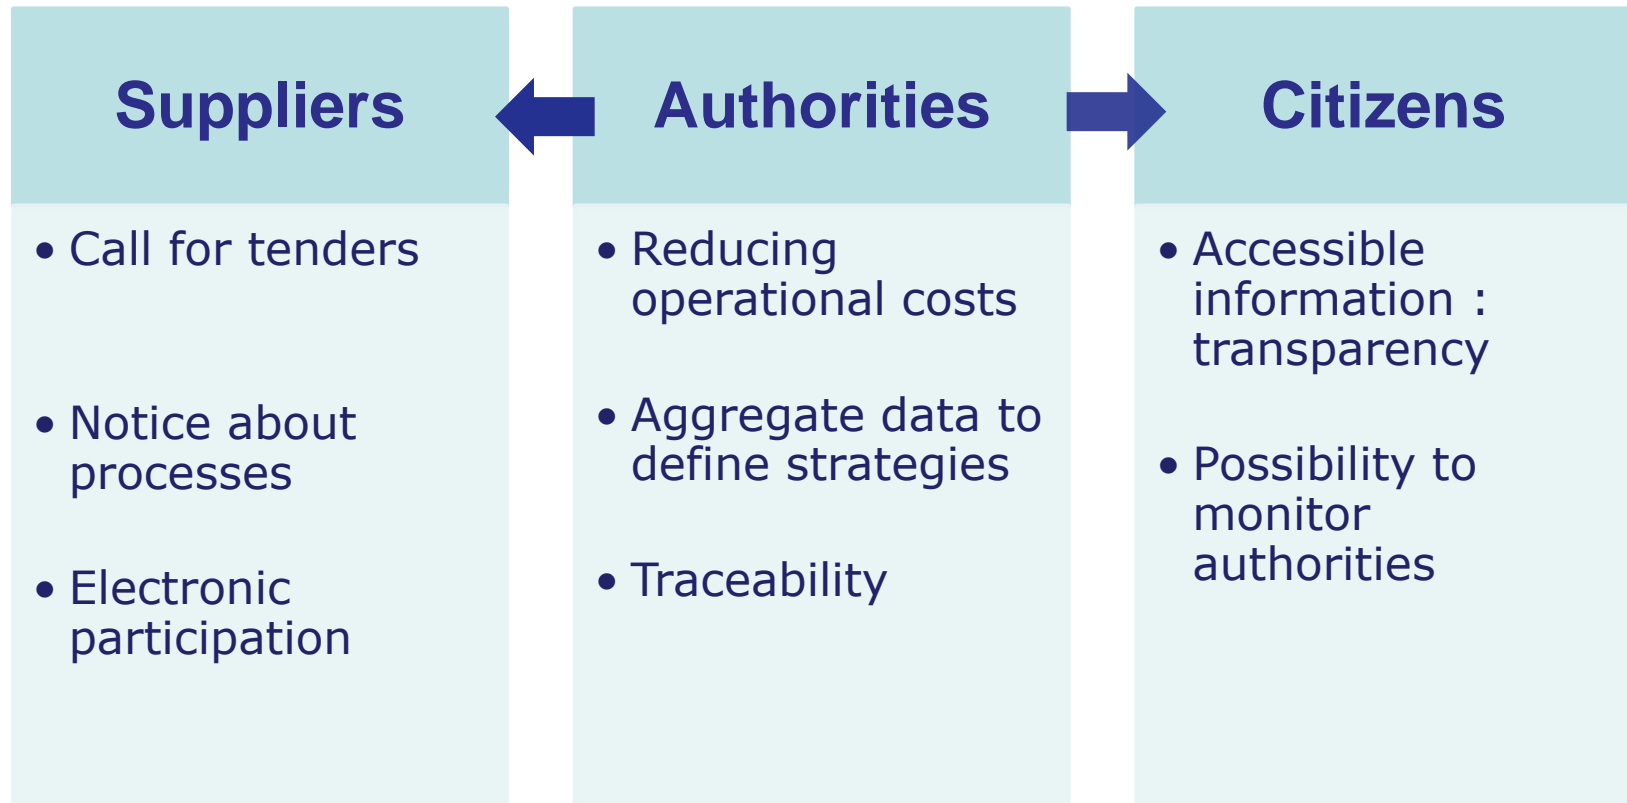 Suppliers
• Call for tenders
• Notice about
processes
• Electronic
participation
Authorities
• Reducing
operational costs
• Aggregate data to
define strategies
• Traceability
Citizens
• Accessible
information :
transparency
• Possibility to
monitor
authorities